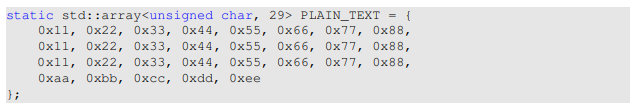 static std::array<unsigned char, 29> PLAIN_TEXT = {
0x11, 0x22, 0x33, 0x44, 0x55, 0x66, 0x77, 0x88,
0x11, 0x22, 0x33, 0x44, 0x55, 0x66, 0x77, 0x88,
0x11, 0x22, 0x33, 0x44, 0x55, 0x66, 0x77, 0x88,
0xaa, 0xbb, 0xcc, 0xdd, 0xee
};